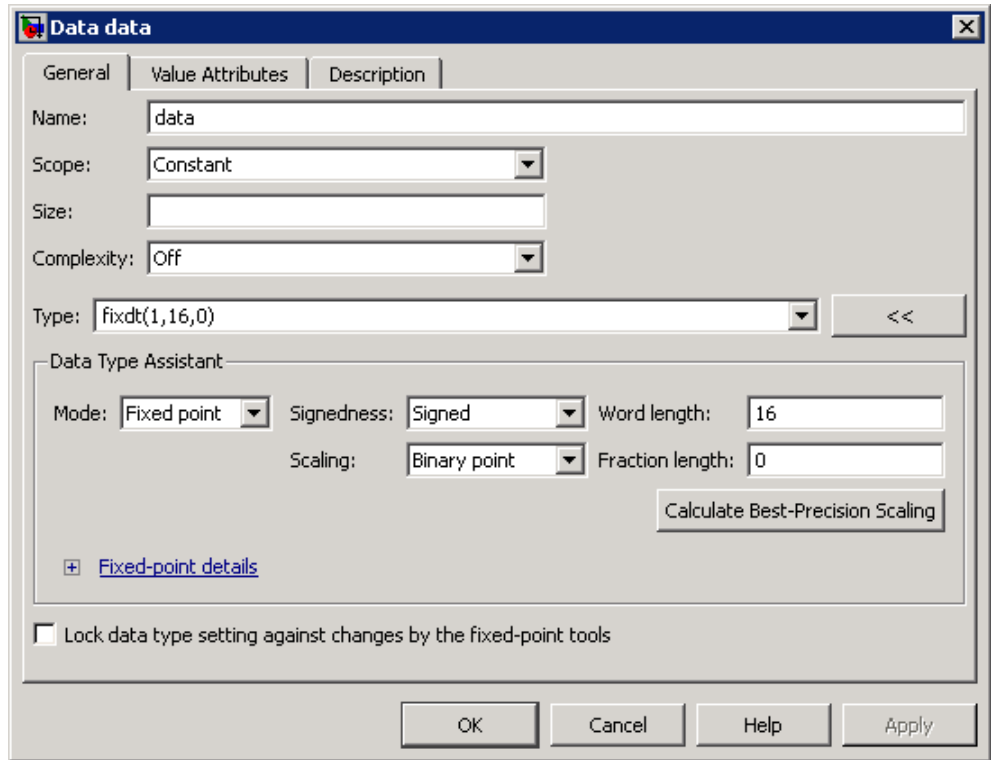 Data data
General Value Attributes Description
Name: data
Scope: Constant
Size:
Complexity: Off
Type: fixdt(1,16,0) <<
Data Type Assistant
Mode: Fixed point Signedness: Signed Word length: 16
Scaling: Binary point Fraction length: 0
Calculate Best-Precision Scaling
Fixed-point details
Lock data type setting against changes by the fixed-point tools
OK Cancel Help Apply